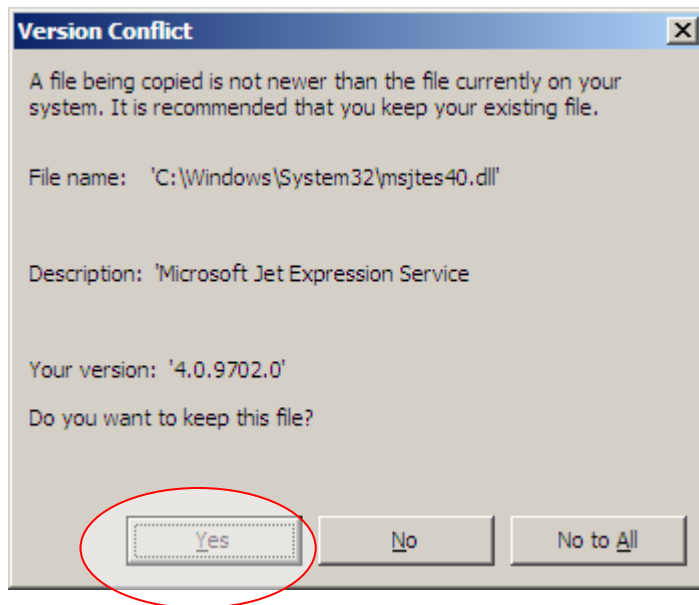 Version Conflict
A file being copied is not newer than the file currently on your
system. It is recommended that you keep your existing file.
File name: 'C:\Windows\System32\msjtes40.dll'
Description: 'Microsoft Jet Expression Service
Your version: '4.0.9702.0'
Do you want to keep this file?
Yes No No to All